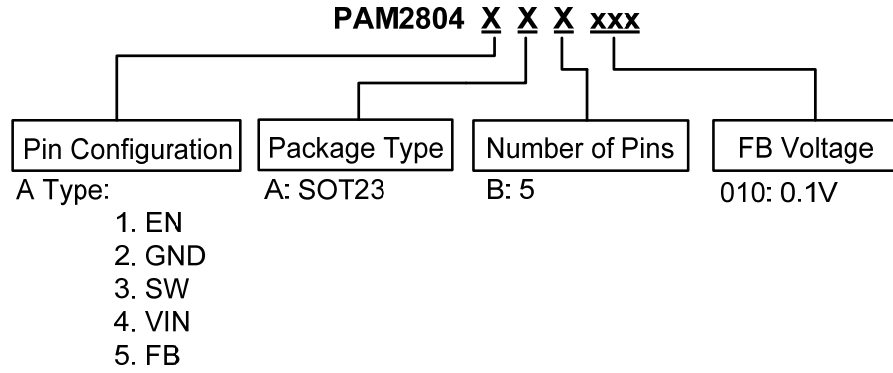 PAM2804 X X X xxx
Pin Configuration
A Type:
1. EN
2. GND
3. SW
4. VIN
5. FB
Package Type
A: SOT23
Number of Pins
B: 5
FB Voltage
010: 0.1V